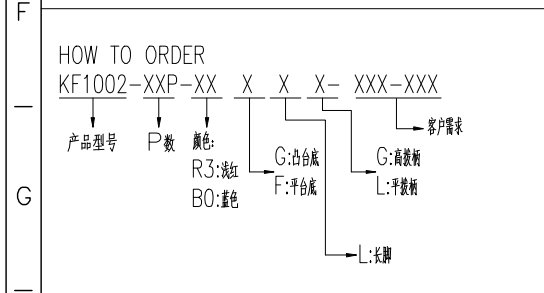 F
HOW TO ORDER
KF1002-XXP-XX X X X- XXX-XXX
产品型号
P数
颜色:
R3:浅红
B0:蓝色
G:凸台底
F:平台底
L:长脚
G:高拨柄
L:平拨柄
客户需求
G